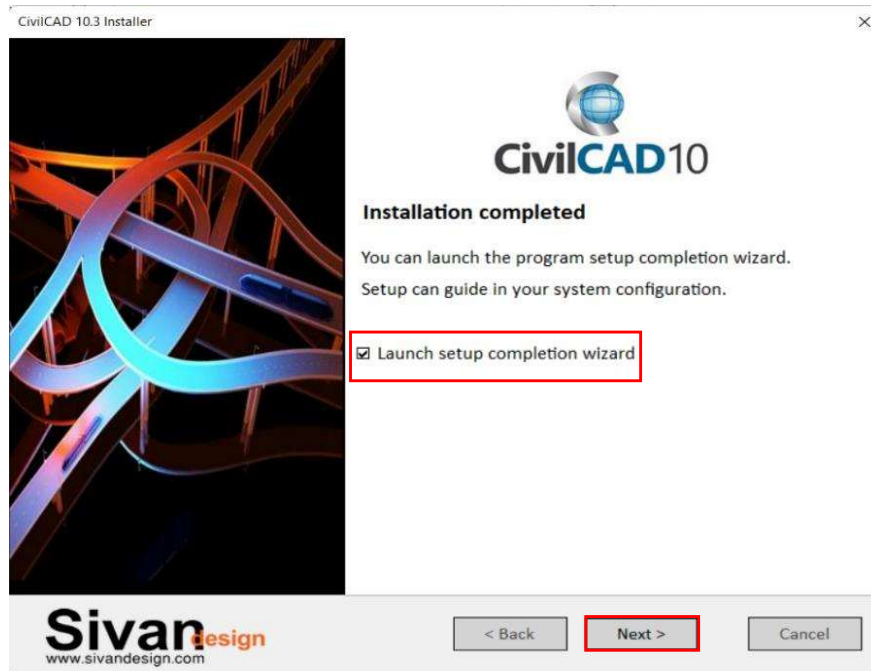 CivilCAD 10.3 Installer
CivilCAD10
Installation completed
You can launch the program setup completion wizard.
Setup can guide in your system configuration.
Launch setup completion wizard
Sivan design
www.sivandesign.com
< Back
Next >
Cancel